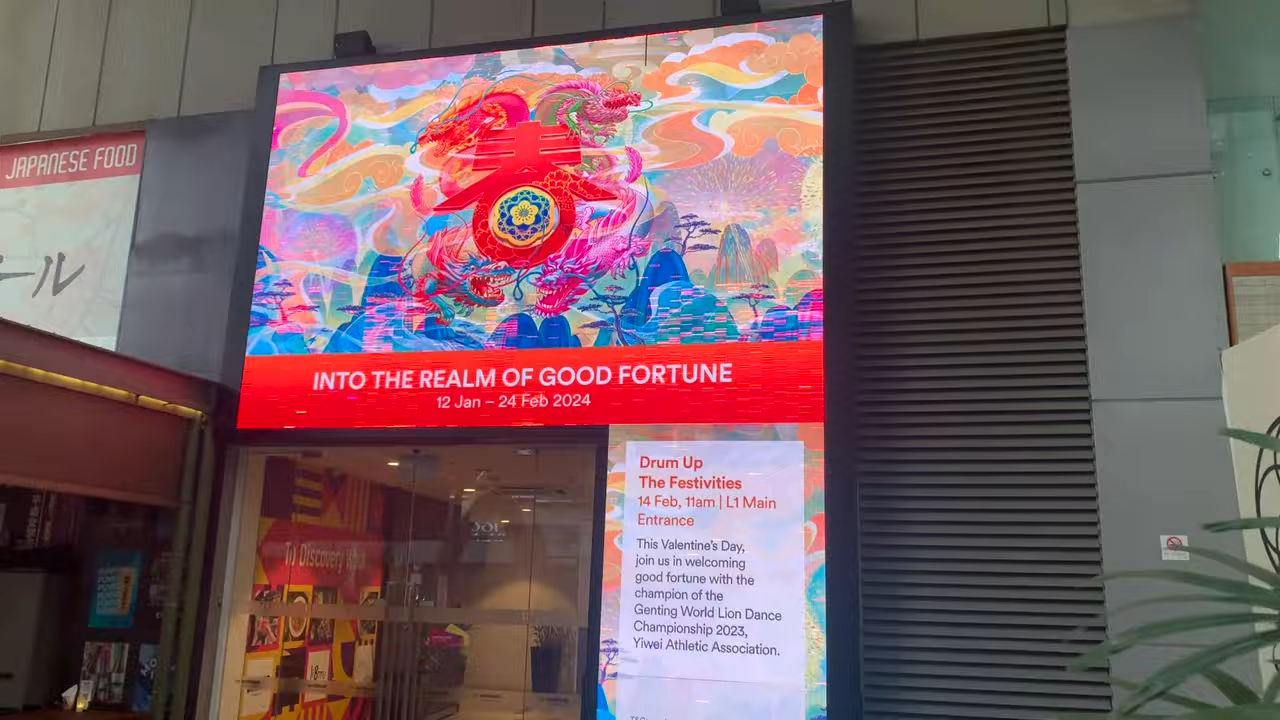 JAPANESE FOOD
ール
春
INTO THE REALM OF GOOD FORTUNE
12 Jan – 24 Feb 2024
Drum Up
The Festivities
14 Feb, 11am | L1 Main
Entrance
This Valentine's Day,
join us in welcoming
good fortune with the
champion of the
Genting World Lion Dance
Championship 2023,
Yiwei Athletic Association.
Discovery Walk